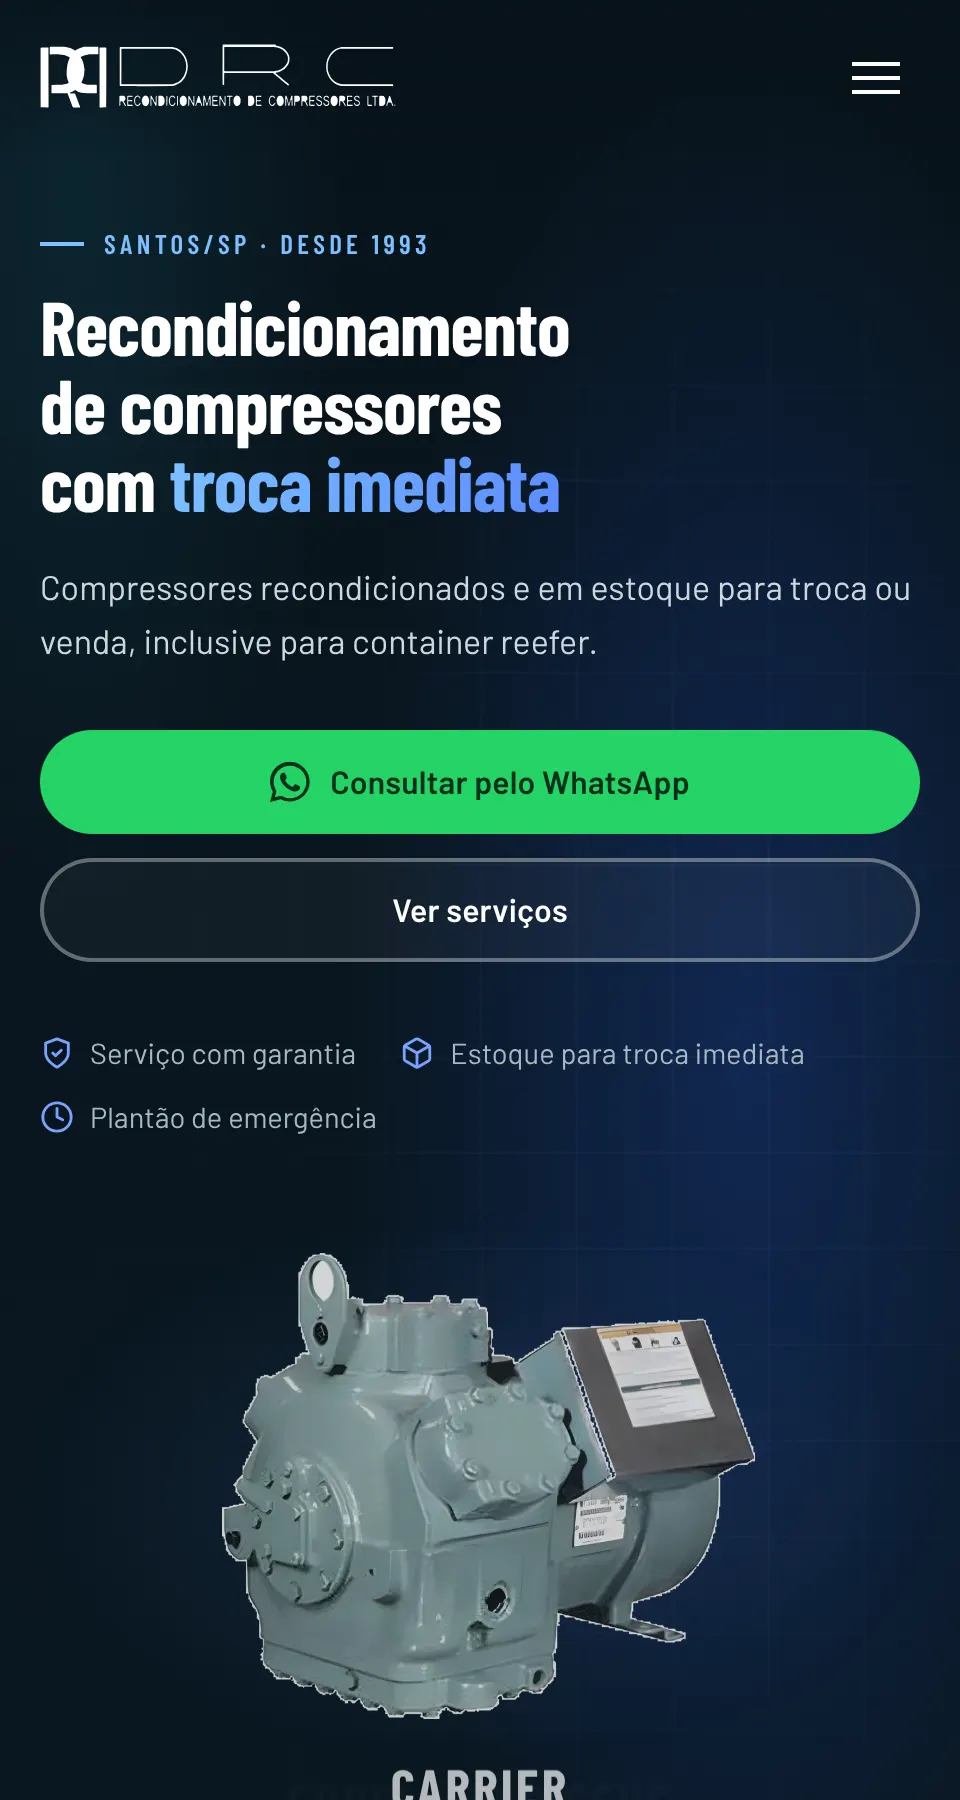 DRC
RECONDICIONAMENTO DE COMPRESSORES LTDA.
SANTOS/SP · DESDE 1993
Recondicionamento
de compressores
com troca imediata
Compressores recondicionados e em estoque para troca ou
venda, inclusive para container reefer.
Consultar pelo WhatsApp
Ver serviços
Serviço com garantia
Estoque para troca imediata
Plantão de emergência
CARRIER